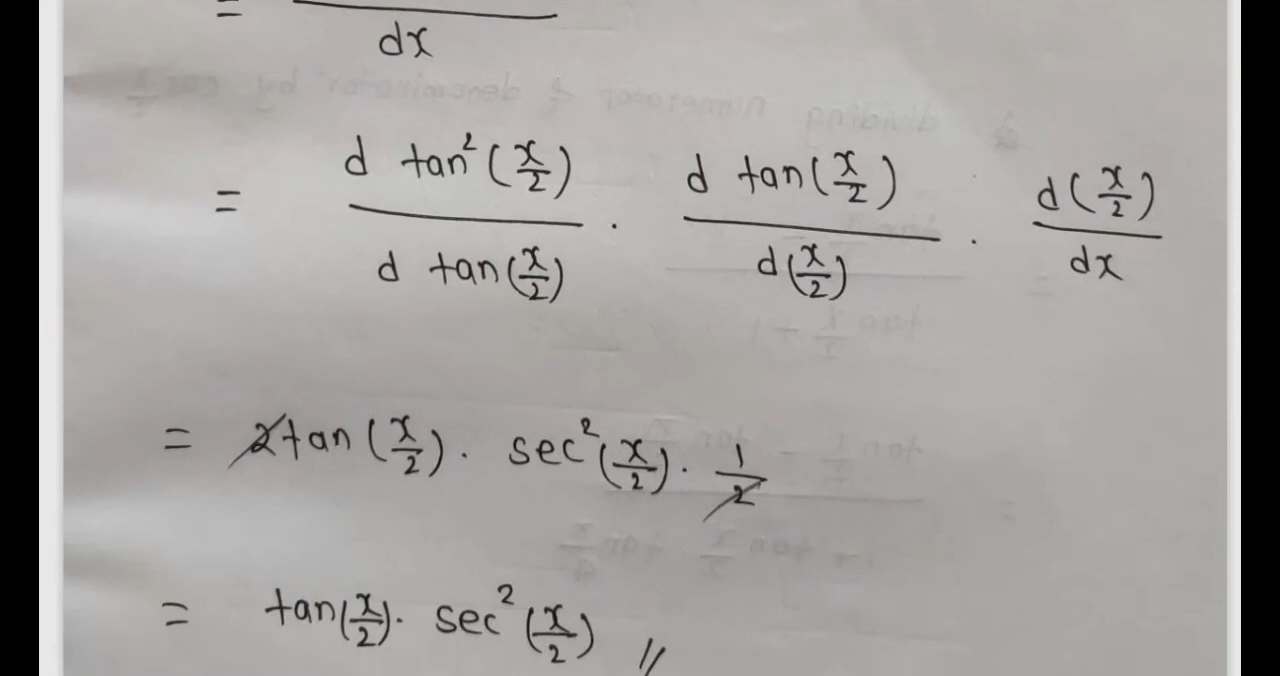 = ──── / dx
= d tan²(x/2) / d tan(x/2) . d tan(x/2) / d(x/2) . d(x/2) / dx
= 2tan(x/2). sec²(x/2). 1/2
= tan(x/2). sec²(x/2) //